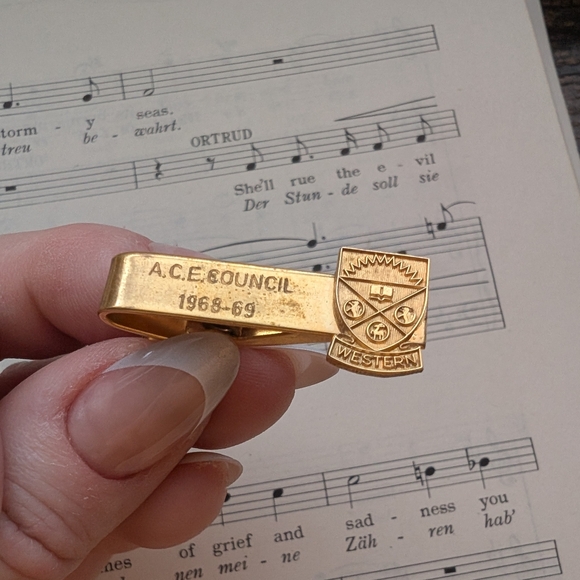 torm - y seas.
treu be - wahrt.
ORTRUD
She'll rue the e - vil
Der Stun - de soll sie
A.C.E. COUNCIL
1968-69
WESTERN
of grief and sad - ness you
nen mei - ne Zäh - ren hab'